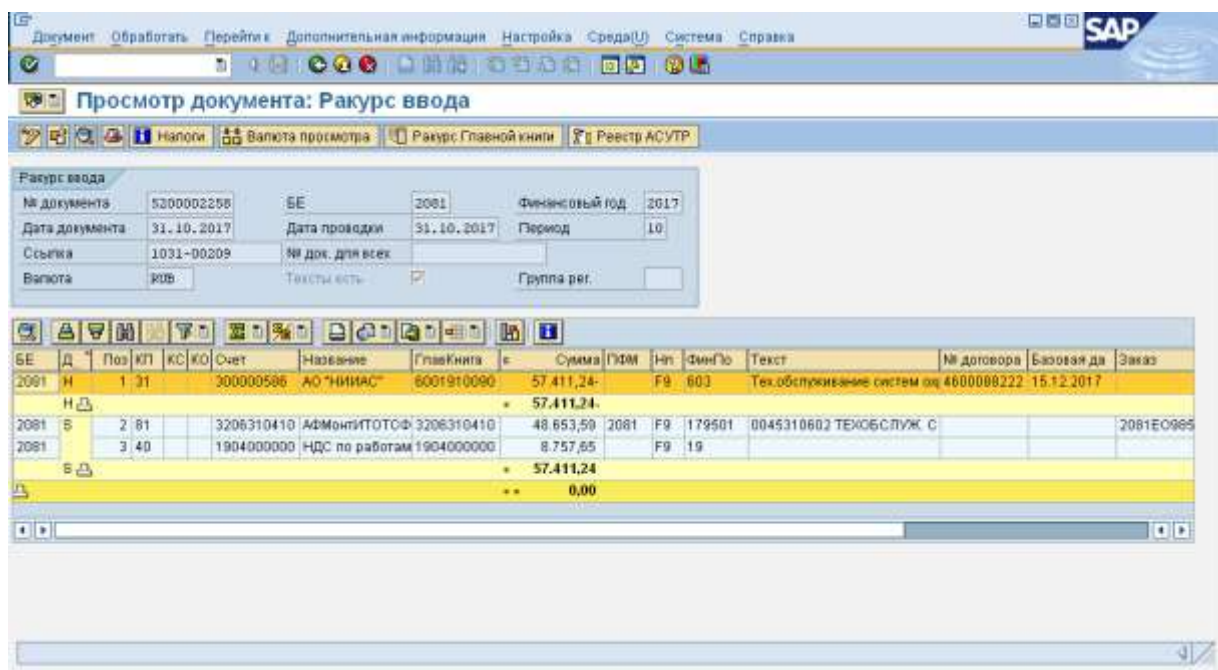 Документ Обработать Перейти к Дополнительная информация Настройка Среда(U) Система Справка
SAP
Просмотр документа: Ракурс ввода
Налоги Валюта просмотра Ракурс Главной книги Реестр АСУТР
Ракурс ввода
№ документа 5200002258 БЕ 2081 Финансовый год 2017
Дата документа 31.10.2017 Дата проводки 31.10.2017 Период 10
Ссылка 1031-00209 № док. для всех
Валюта RUB Тексты есть Группа рег.
БЕ Д Поз КП КС КО Счет Название ГлавКнига Сумма ПФМ Нп ФинПо Текст № договора Базовая да Заказ
2081 Н 1 31 300000586 АО "НИИАС" 6001910090 57.411,24- F9 603 Тех.обслуживание систем 4600088222 15.12.2017
Н 57.411,24-
2081 Б 2 81 3206310410 АФМонтИТОТСФ 3206310410 48.653,59 2081 F9 179501 0045310602 ТЕХОБСЛУЖ. С 2081EO985
2081 3 40 1904000000 НДС по работам 1904000000 8.757,65 F9 19
Б 57.411,24
0,00